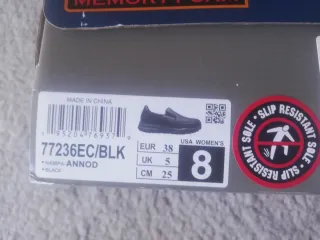 MEMORY FOAM
MADE IN CHINA
77236EC/BLK
•NAMPA-ANNOD
•BLACK
EUR 38
UK 5
CM 25
USA WOMEN'S
8
SLIP RESISTANT SOLE • SLIP RESISTANT SOLE •